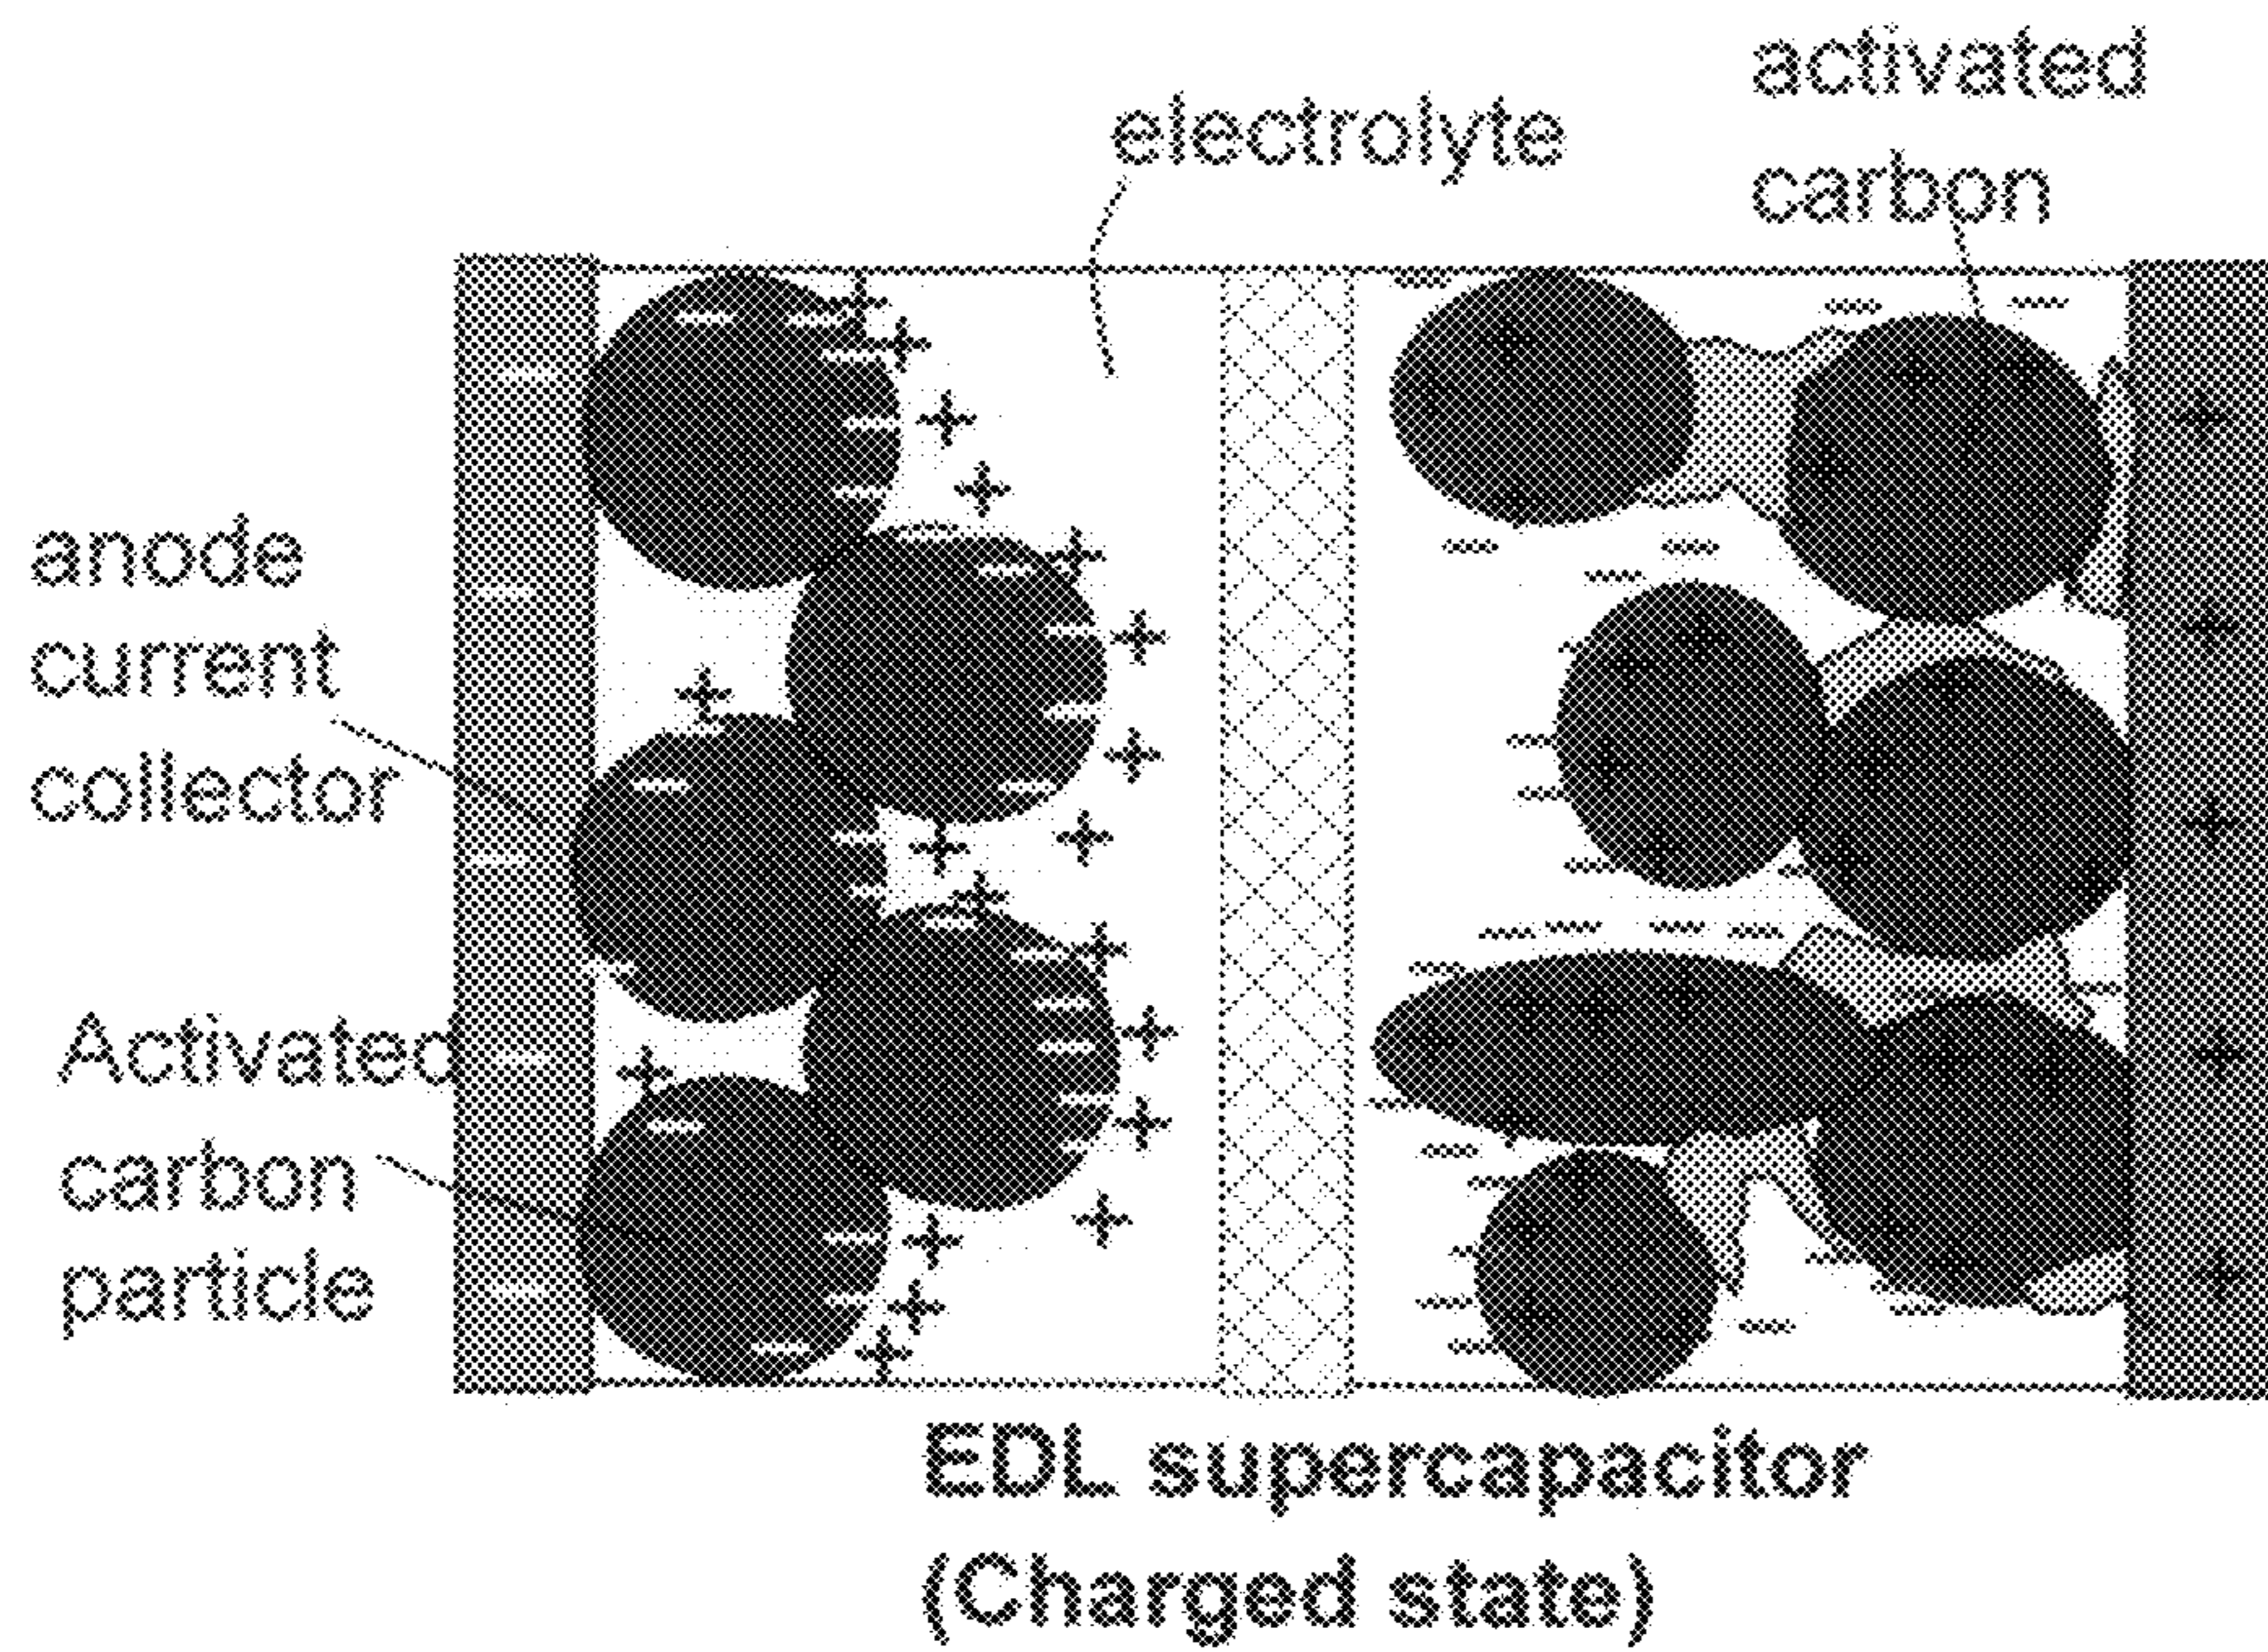 activated
carbon
electrolyte
anode
current
collector
Activated
carbon
particle
EDL supercapacitor
(Charged state)